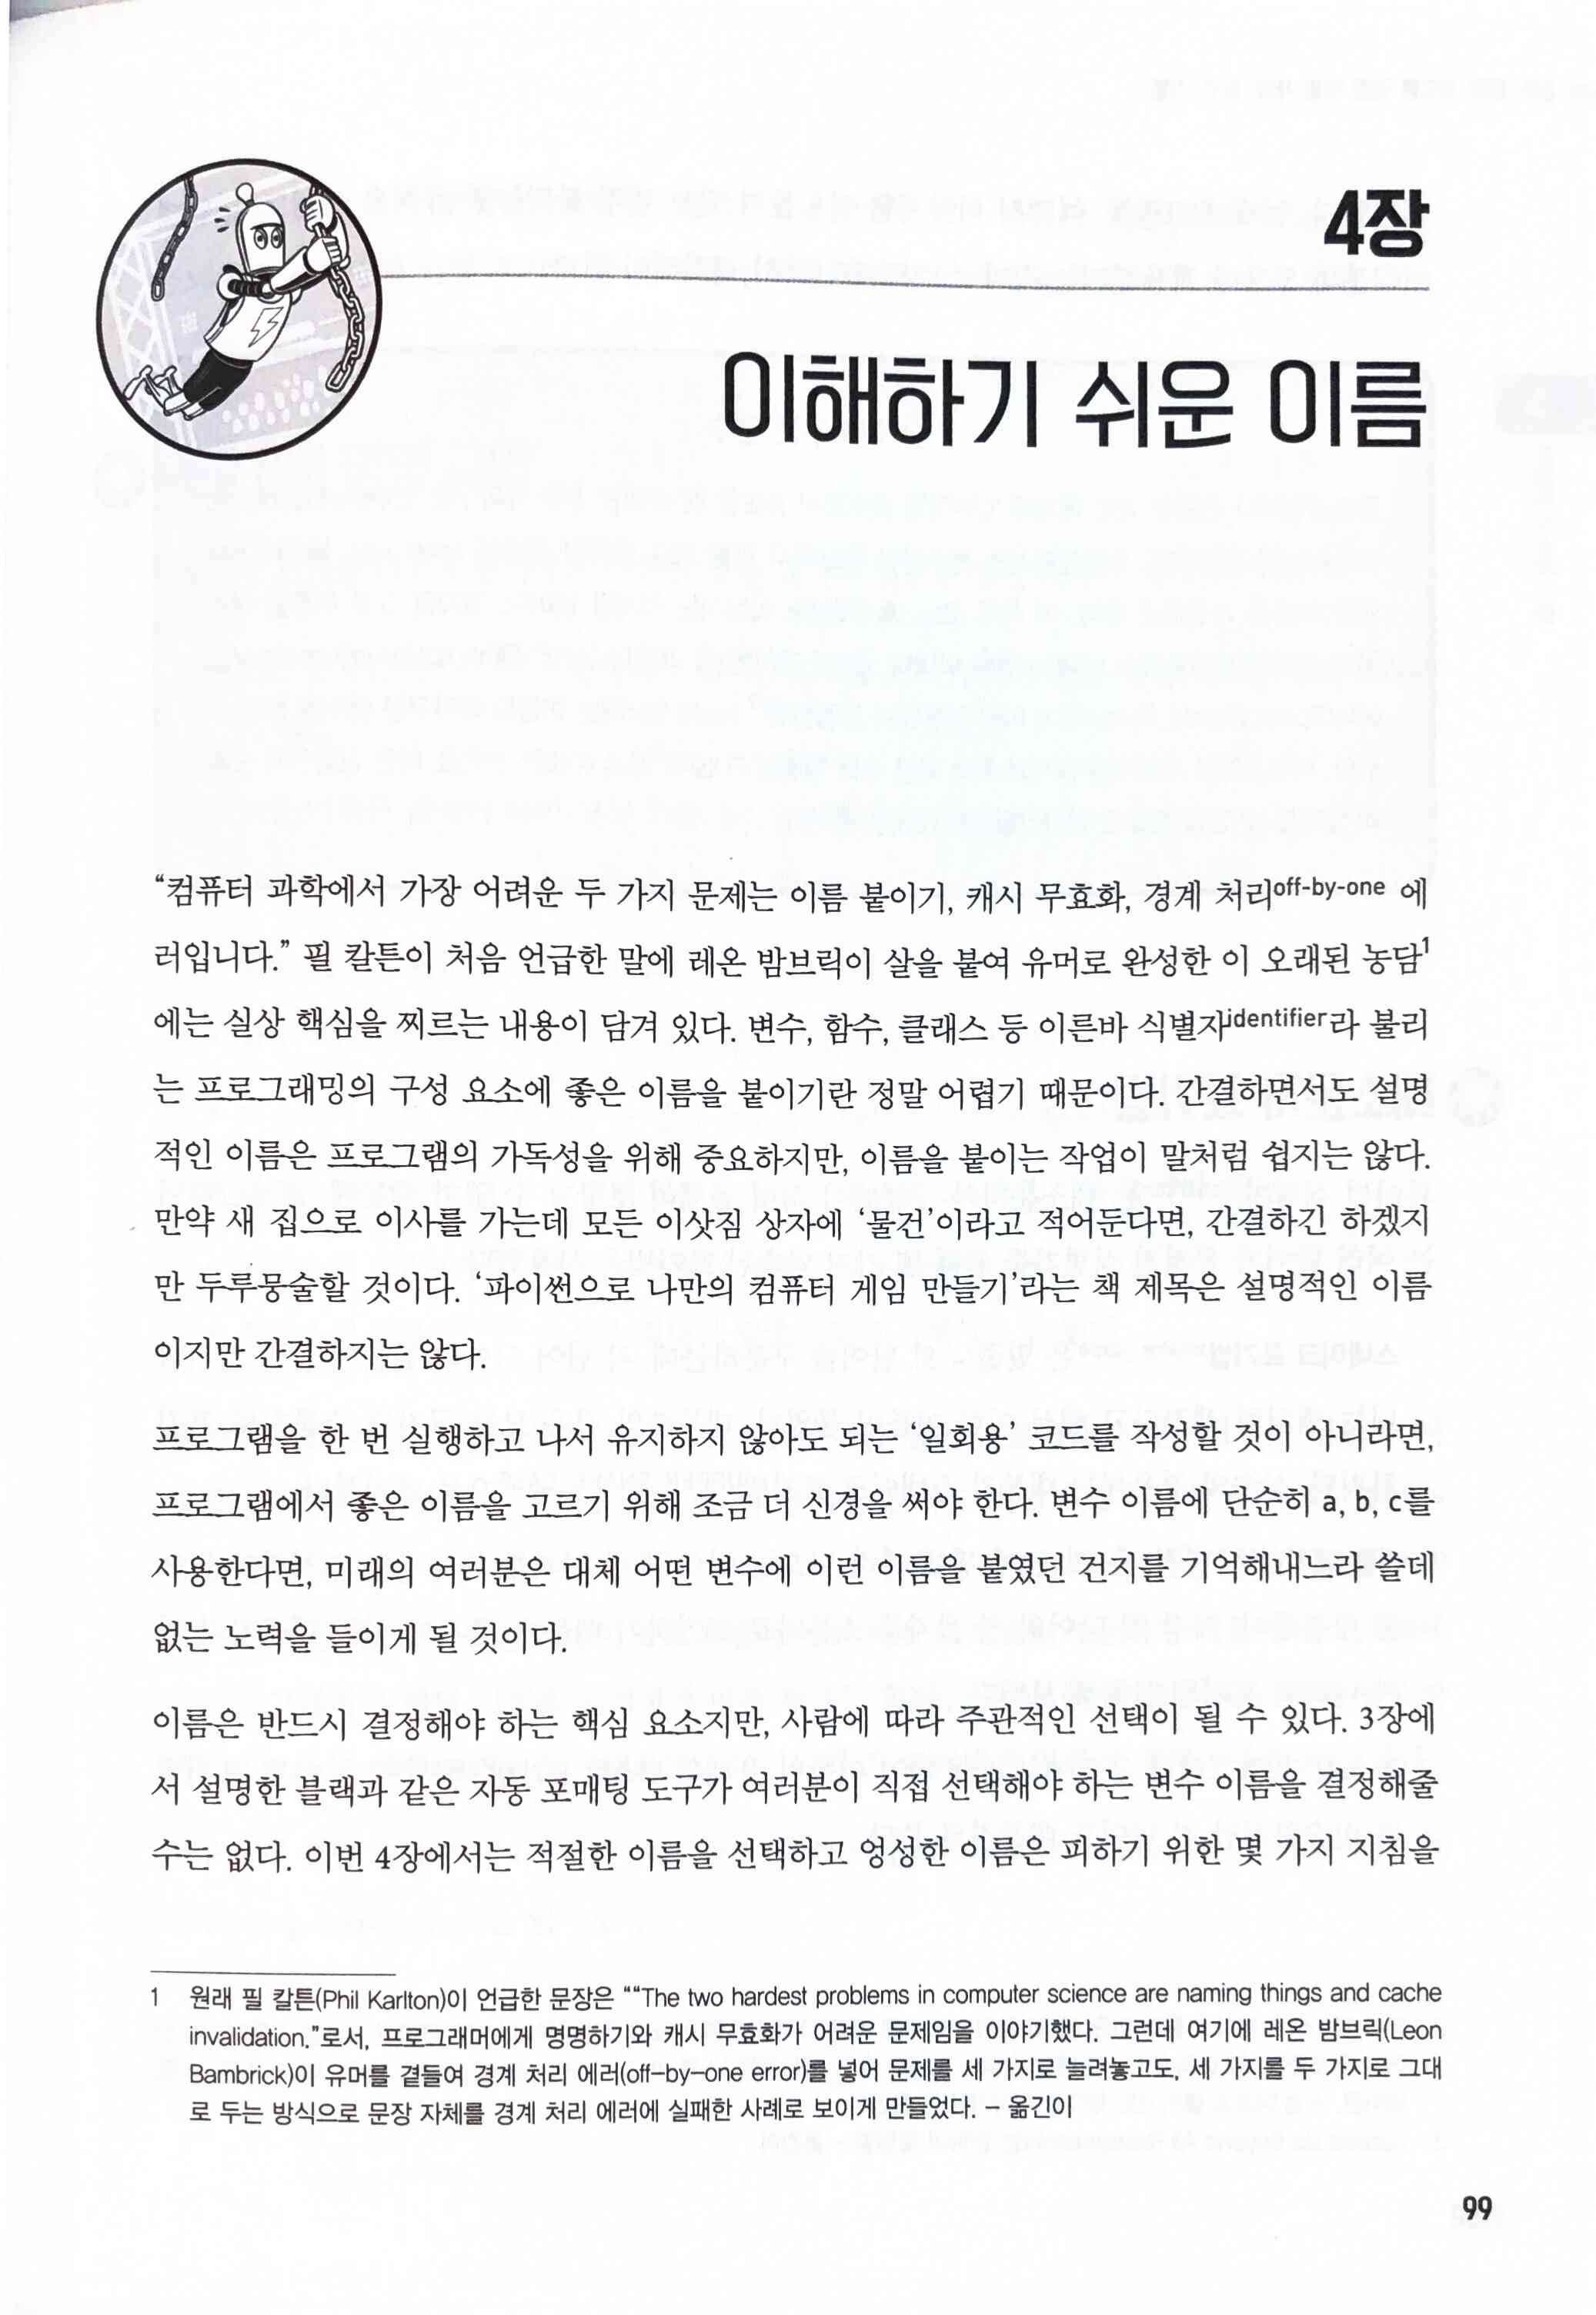 4장
이해하기 쉬운 이름
“컴퓨터 과학에서 가장 어려운 두 가지 문제는 이름 붙이기, 캐시 무효화, 경계 처리off-by-one 에
러입니다.” 필 칼튼이 처음 언급한 말에 레온 밤브릭이 살을 붙여 유머로 완성한 이 오래된 농담1
에는 실상 핵심을 찌르는 내용이 담겨 있다. 변수, 함수, 클래스 등 이른바 식별자identifier라 불리
는 프로그래밍의 구성 요소에 좋은 이름을 붙이기란 정말 어렵기 때문이다. 간결하면서도 설명
적인 이름은 프로그램의 가독성을 위해 중요하지만, 이름을 붙이는 작업이 말처럼 쉽지는 않다.
만약 새 집으로 이사를 가는데 모든 이삿짐 상자에 ‘물건’이라고 적어둔다면, 간결하긴 하겠지
만 두루뭉술할 것이다. ‘파이썬으로 나만의 컴퓨터 게임 만들기’라는 책 제목은 설명적인 이름
이지만 간결하지는 않다.
프로그램을 한 번 실행하고 나서 유지하지 않아도 되는 ‘일회용’ 코드를 작성할 것이 아니라면,
프로그램에서 좋은 이름을 고르기 위해 조금 더 신경을 써야 한다. 변수 이름에 단순히 a, b, c를
사용한다면, 미래의 여러분은 대체 어떤 변수에 이런 이름을 붙였던 건지를 기억해내느라 쓸데
없는 노력을 들이게 될 것이다.
이름은 반드시 결정해야 하는 핵심 요소지만, 사람에 따라 주관적인 선택이 될 수 있다. 3장에
서 설명한 블랙과 같은 자동 포매팅 도구가 여러분이 직접 선택해야 하는 변수 이름을 결정해줄
수는 없다. 이번 4장에서는 적절한 이름을 선택하고 엉성한 이름은 피하기 위한 몇 가지 지침을
1 원래 필 칼튼(Phil Karlton)이 언급한 문장은 ““The two hardest problems in computer science are naming things and cache
invalidation.”로서, 프로그래머에게 명명하기와 캐시 무효화가 어려운 문제임을 이야기했다. 그런데 여기에 레온 밤브릭(Leon
Bambrick)이 유머를 곁들여 경계 처리 에러(off-by-one error)를 넣어 문제를 세 가지로 늘려놓고도, 세 가지를 두 가지로 그대
로 두는 방식으로 문장 자체를 경계 처리 에러에 실패한 사례로 보이게 만들었다. – 옮긴이
99